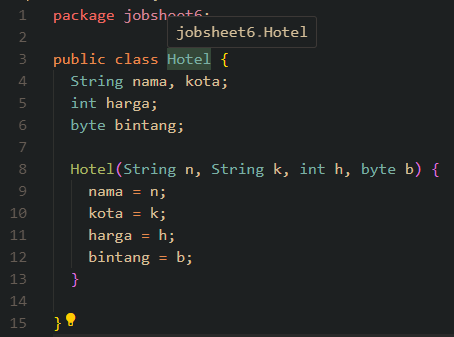 1 package jobsheet6;
jobsheet6.Hotel
2
3 public class Hotel {
4 String nama, kota;
5 int harga;
6 byte bintang;
7
8 Hotel(String n, String k, int h, byte b) {
9 nama = n;
10 kota = k;
11 harga = h;
12 bintang = b;
13 }
14
15 }